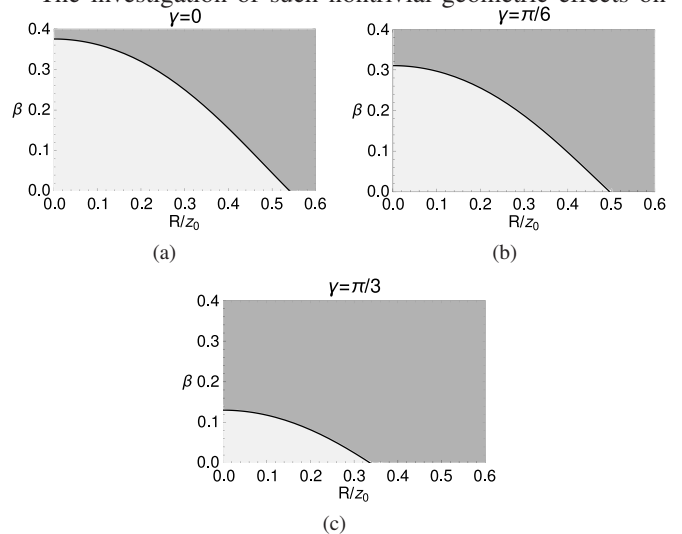 The investigation of such nontrivial geometric effects on
γ=0
0.4
0.3
β 0.2
0.1
0.0
0.0 0.1 0.2 0.3 0.4 0.5 0.6
R/z₀
(a)
γ=π/6
0.4
0.3
β 0.2
0.1
0.0
0.0 0.1 0.2 0.3 0.4 0.5 0.6
R/z₀
(b)
γ=π/3
0.4
0.3
β 0.2
0.1
0.0
0.0 0.1 0.2 0.3 0.4 0.5 0.6
R/z₀
(c)